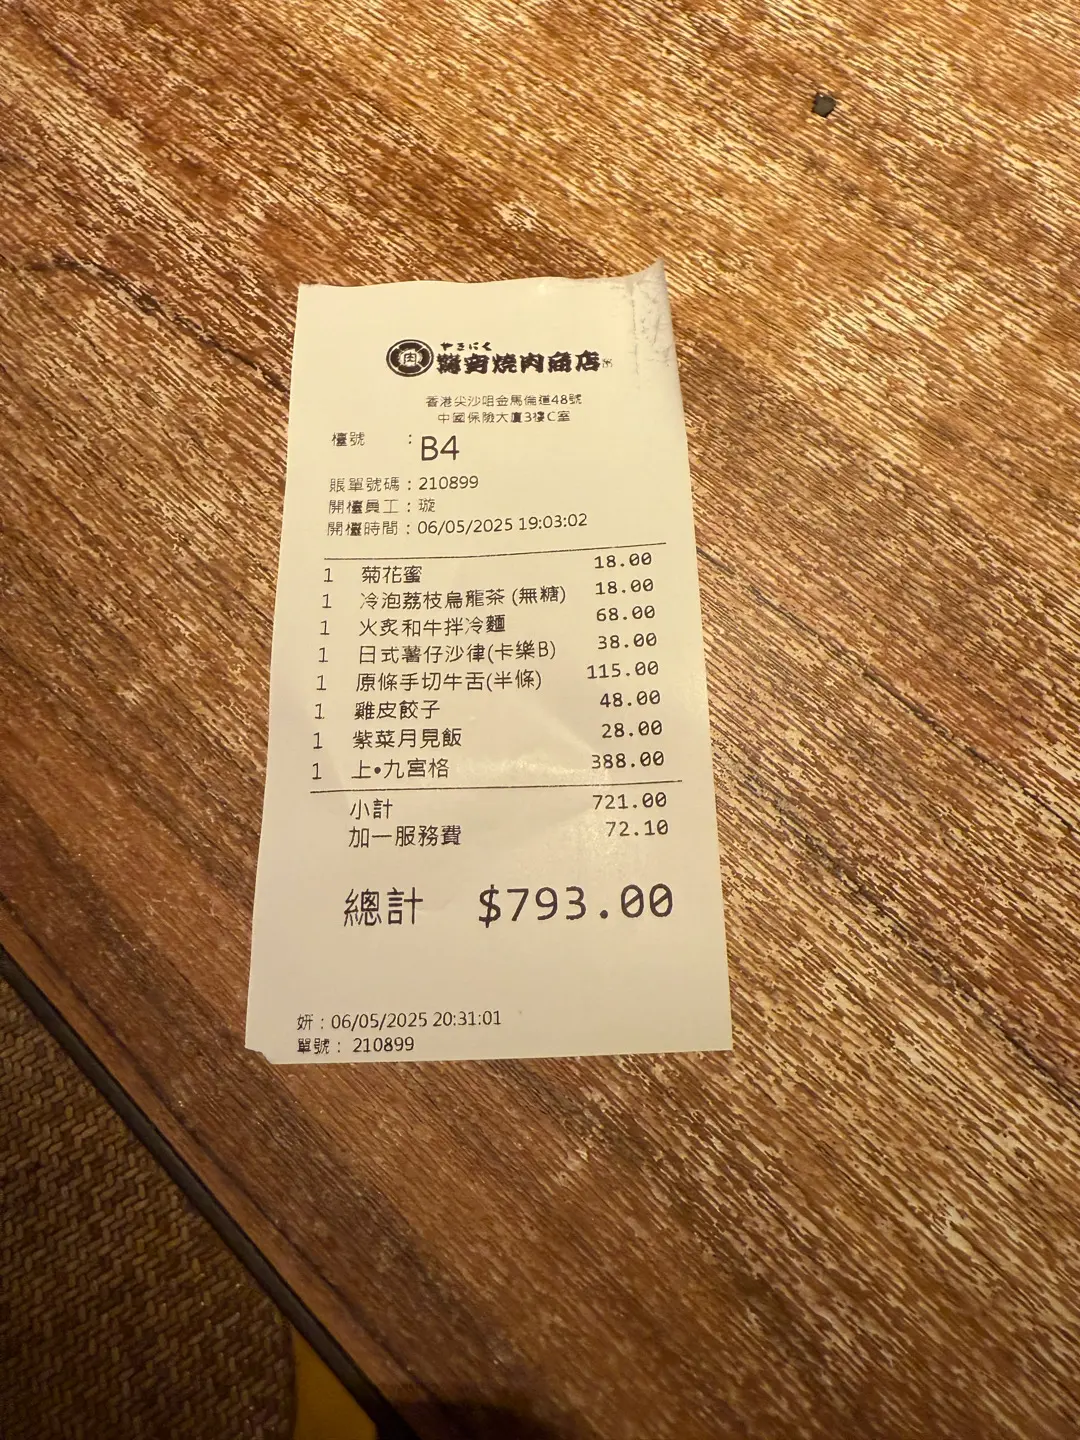 肉
やきにく
燒肉商店
香港尖沙咀金馬倫道48號
中國保險大廈3樓C室
檯號 : B4
賬單號碼 : 210899
開檯員工 : 璇
開檯時間 : 06/05/2025 19:03:02
1 菊花蜜 18.00
1 冷泡荔枝烏龍茶 (無糖) 18.00
1 火炙和牛拌冷麵 68.00
1 日式薯仔沙律(卡樂B) 38.00
1 原條手切牛舌(半條) 115.00
1 雞皮餃子 48.00
1 紫菜月見飯 28.00
1 上•九宮格 388.00
小計 721.00
加一服務費 72.10
總計 $793.00
妍 : 06/05/2025 20:31:01
單號 : 210899